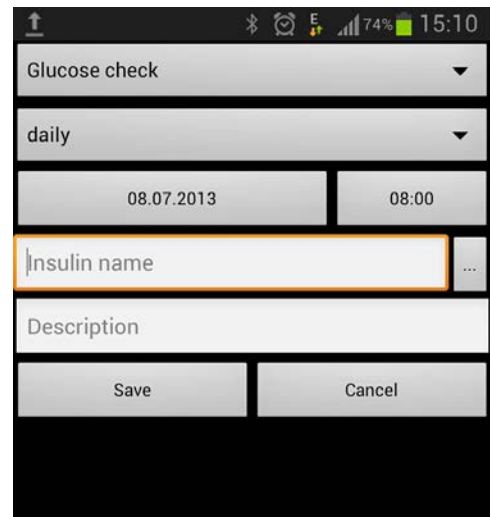 E 74% 15:10
Glucose check
daily
08.07.2013 08:00
Insulin name ...
Description
Save Cancel